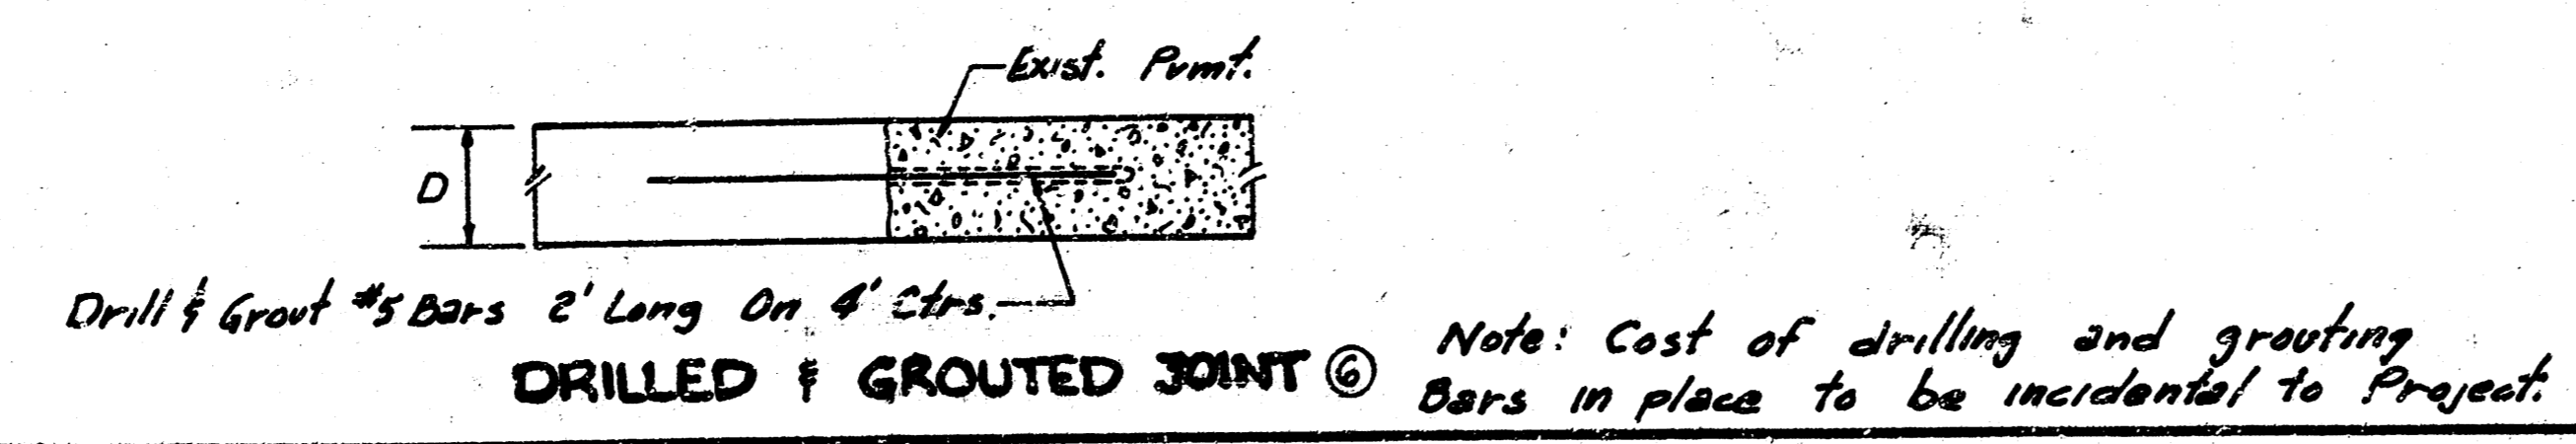 Exist. Pvmt.
D
Drill & Grout #5 Bars 2' Long On 4' Ctrs.
DRILLED & GROUTED JOINT ⑥
Note: Cost of drilling and grouting
Bars in place to be incidental to Project.